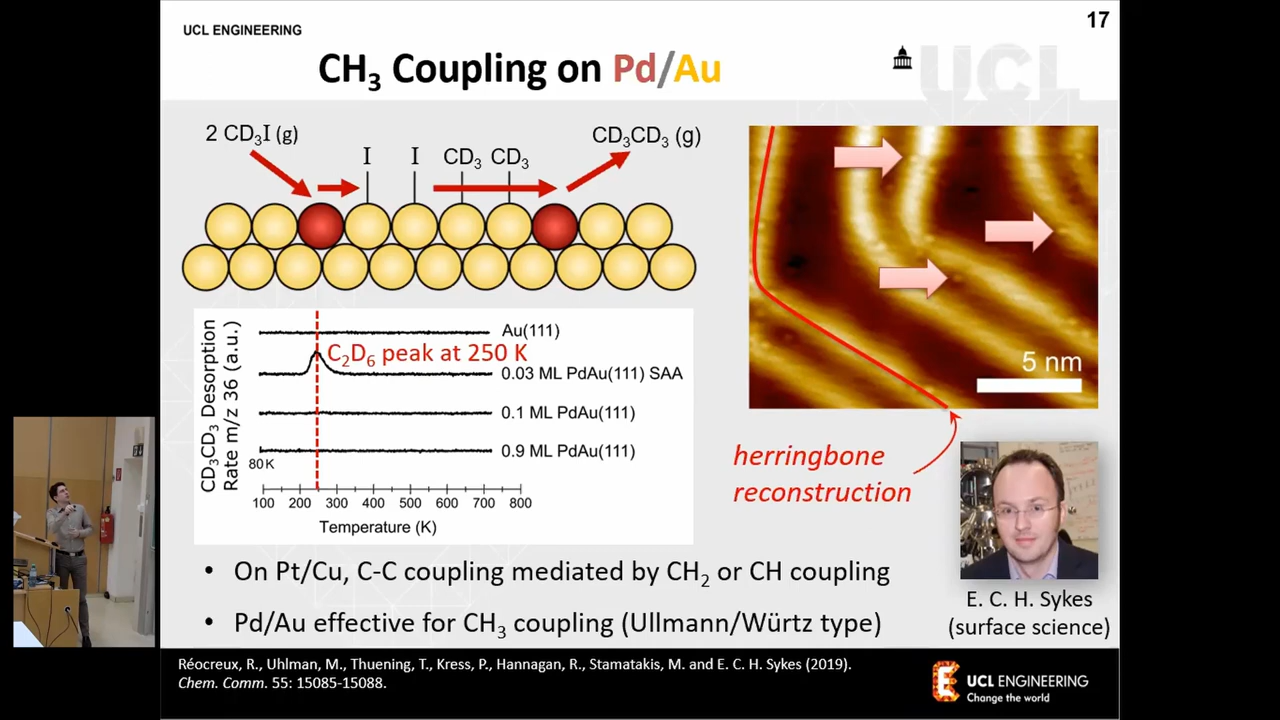 17
UCL ENGINEERING
CH₃ Coupling on Pd/Au
UCL
2 CD₃I (g)
I
I
CD₃
CD₃
CD₃CD₃ (g)
CD₃CD₃ Desorption
Rate m/z 36 (a.u.)
Au(111)
C₂D₆ peak at 250 K
0.03 ML PdAu(111) SAA
0.1 ML PdAu(111)
0.9 ML PdAu(111)
80K
100 200 300 400 500 600 700 800
Temperature (K)
5 nm
herringbone
reconstruction
• On Pt/Cu, C-C coupling mediated by CH₂ or CH coupling
• Pd/Au effective for CH₃ coupling (Ullmann/Würtz type)
E. C. H. Sykes
(surface science)
Réocreux, R., Uhlman, M., Thuening, T., Kress, P., Hannagan, R., Stamatakis, M. and E. C. H. Sykes (2019).
Chem. Comm. 55: 15085-15088.
UCL ENGINEERING
Change the world